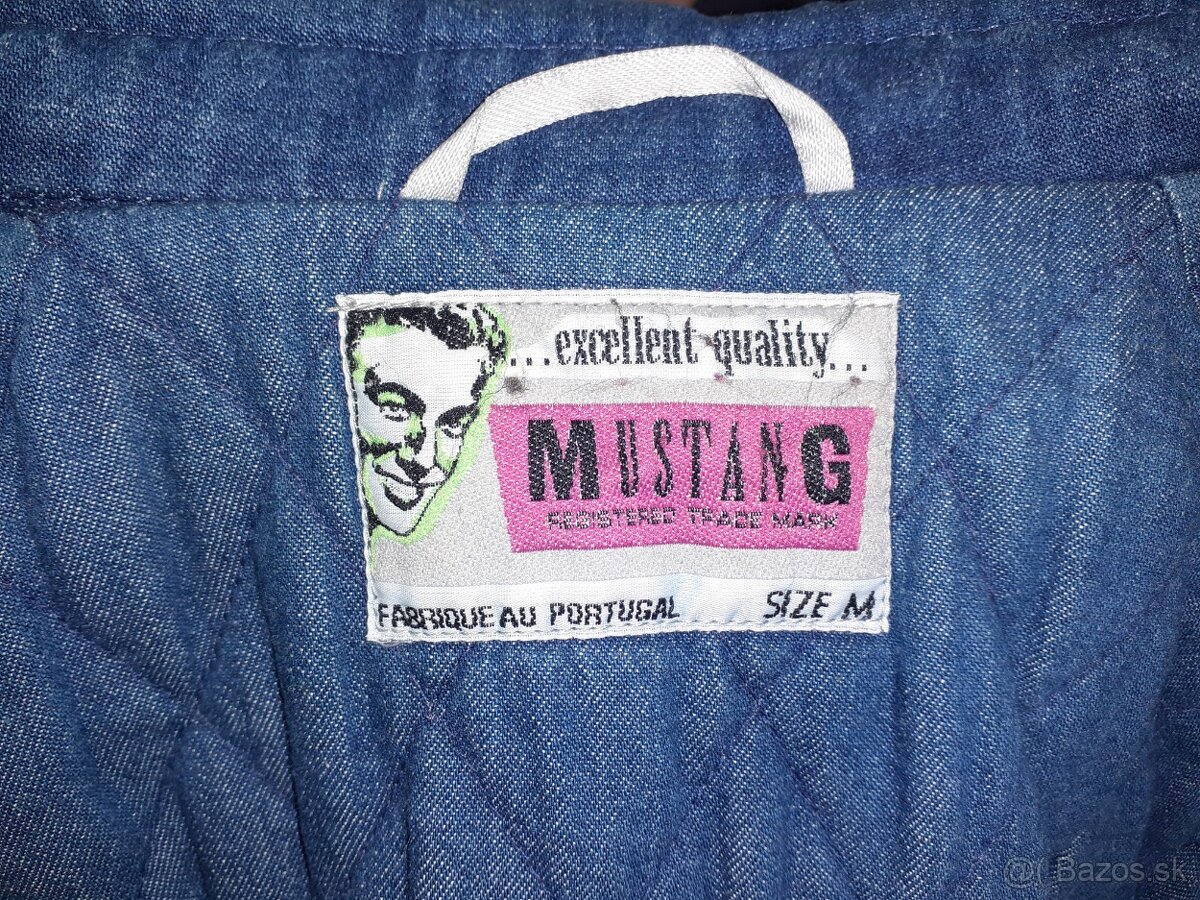 ...excellent quality...
MUSTANG
REGISTERED TRADE MARK
FABRIQUE AU PORTUGAL SIZE M
Bazos.sk